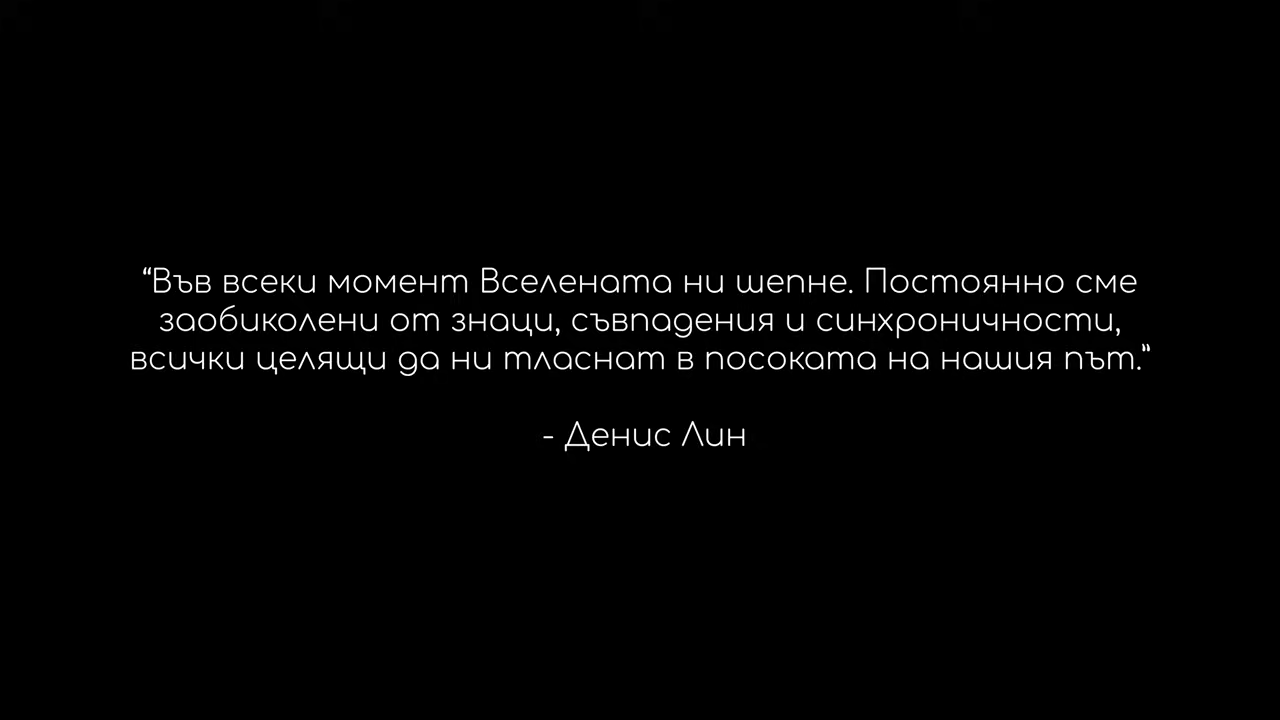 “Във всеки момент Вселената ни шепне. Постоянно сме
заобиколени от знаци, съвпадения и синхроничности,
всички целящи да ни тласнат в посоката на нашия път.”
- Денис Лин